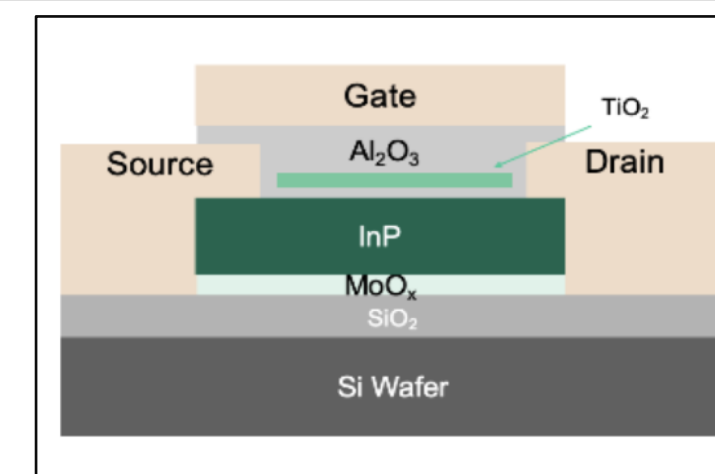 Gate
TiO₂
Al₂O₃
Source
Drain
InP
MoOₓ
SiO₂
Si Wafer